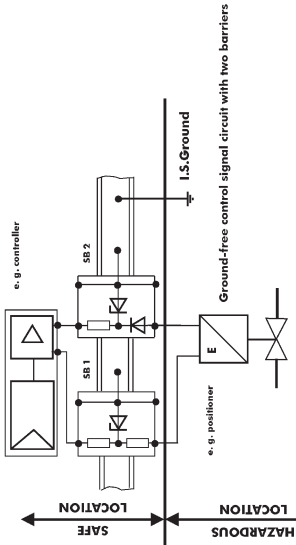 Ground-free control signal circuit with two barriers
e. g. controller
SB 1
SB 2
I.S.Ground
E
e. g. positioner
SAFE
LOCATION
HAZARDOUS
LOCATION